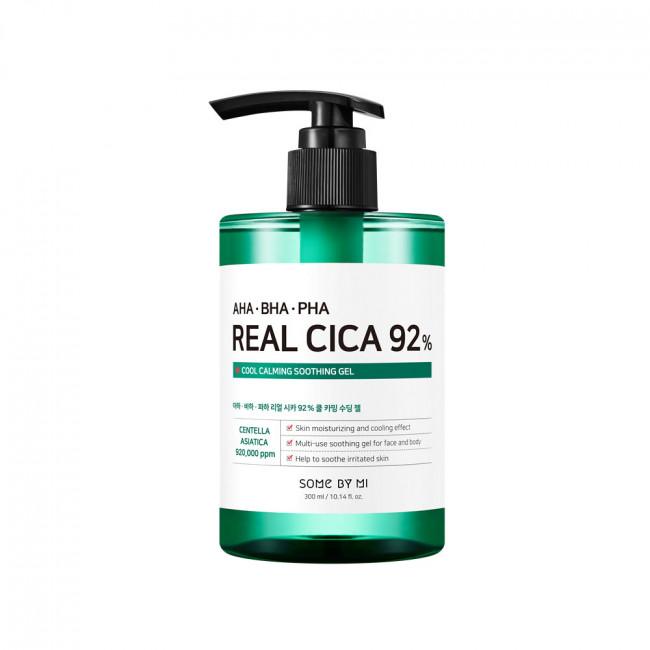 AHA·BHA·PHA
REAL CICA 92%
COOL CALMING SOOTHING GEL
아하·바하·파하 리얼 시카 92% 쿨 카밍 수딩 젤
CENTELLA
ASIATICA
920,000 ppm
Skin moisturizing and cooling effect
Multi-use soothing gel for face and body
Help to soothe irritated skin
SOME BY MI
300 ml / 10.14 fl. oz.